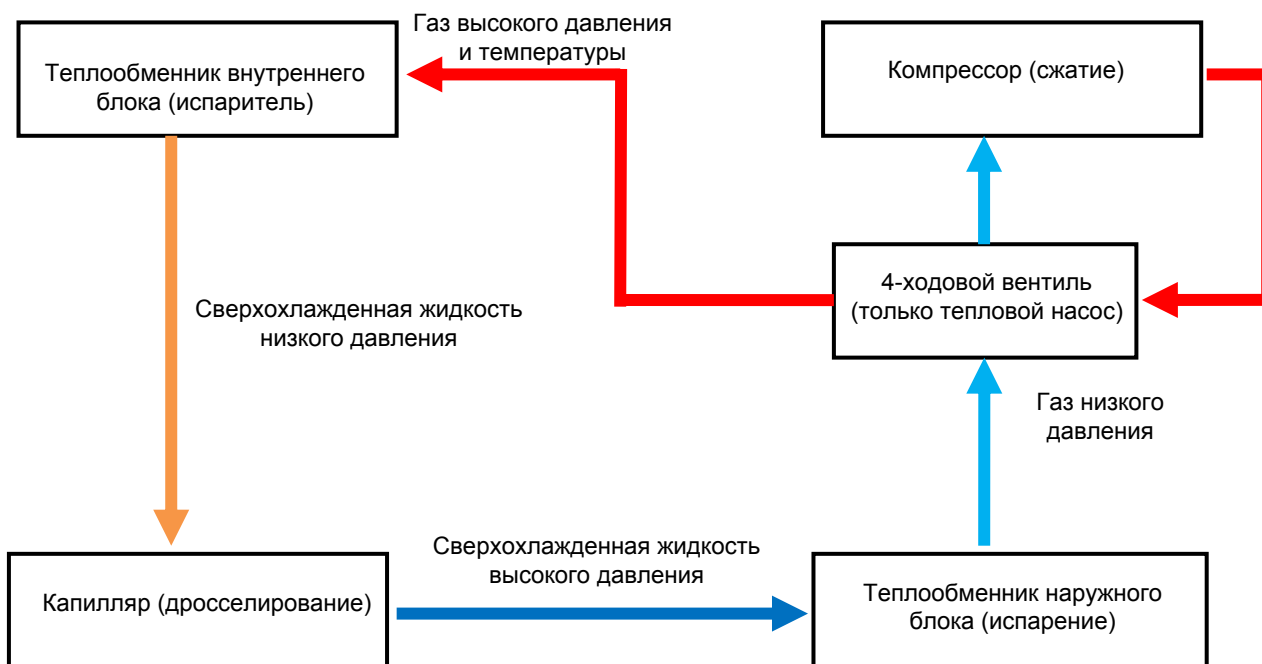 Газ высокого давления
и температуры
Теплообменник внутреннего
блока (испаритель)
Компрессор (сжатие)
4-ходовой вентиль
(только тепловой насос)
Сверхохлажденная жидкость
низкого давления
Газ низкого
давления
Сверхохлажденная жидкость
высокого давления
Капилляр (дросселирование)
Теплообменник наружного
блока (испарение)